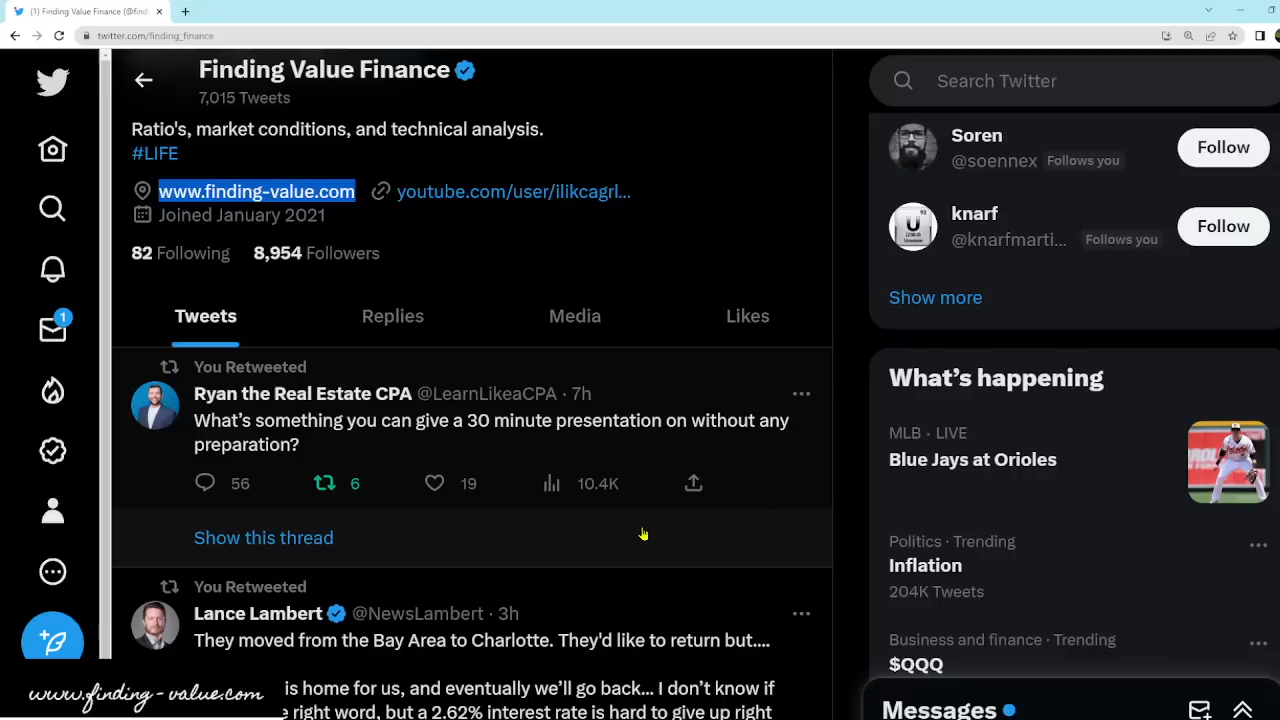 (1) Finding Value Finance (@find
twitter.com/finding_finance
Finding Value Finance
7,015 Tweets
Ratio's, market conditions, and technical analysis.
#LIFE
www.finding-value.com youtube.com/user/ilikcagrl...
Joined January 2021
82 Following 8,954 Followers
Tweets Replies Media Likes
You Retweeted
Ryan the Real Estate CPA @LearnLikeaCPA · 7h
What's something you can give a 30 minute presentation on without any
preparation?
56 6 19 10.4K
Show this thread
You Retweeted
Lance Lambert @NewsLambert · 3h
They moved from the Bay Area to Charlotte. They'd like to return but....
is home for us, and eventually we'll go back... I don't know if
right word, but a 2.62% interest rate is hard to give up right
1
www.finding-value.com
Search Twitter
Soren
@soennex Follows you
Follow
knarf
@knarfmarti... Follows you
Follow
Show more
What's happening
MLB · LIVE
Blue Jays at Orioles
Politics · Trending
Inflation
204K Tweets
Business and finance · Trending
$QQQ
Messages